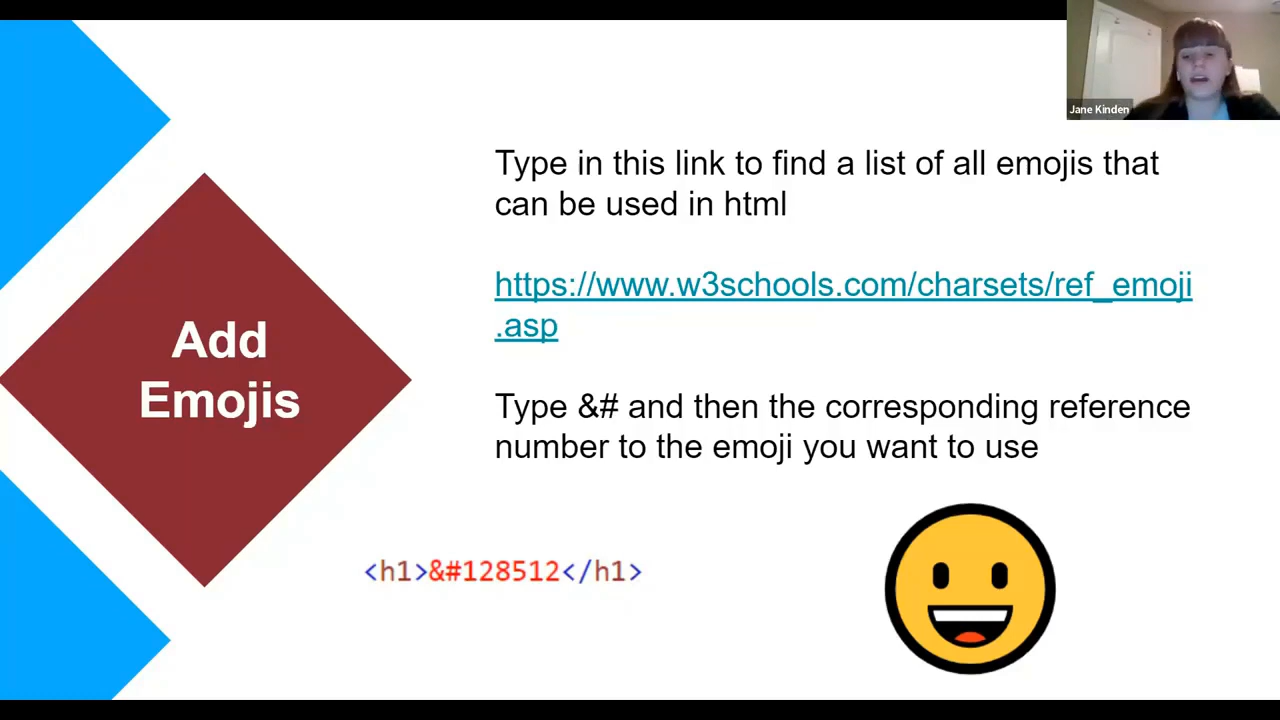 Jane Kinden
Type in this link to find a list of all emojis that
can be used in html
https://www.w3schools.com/charsets/ref_emoji
.asp
Add
Emojis
Type &# and then the corresponding reference
number to the emoji you want to use
<h1>&#128512</h1>